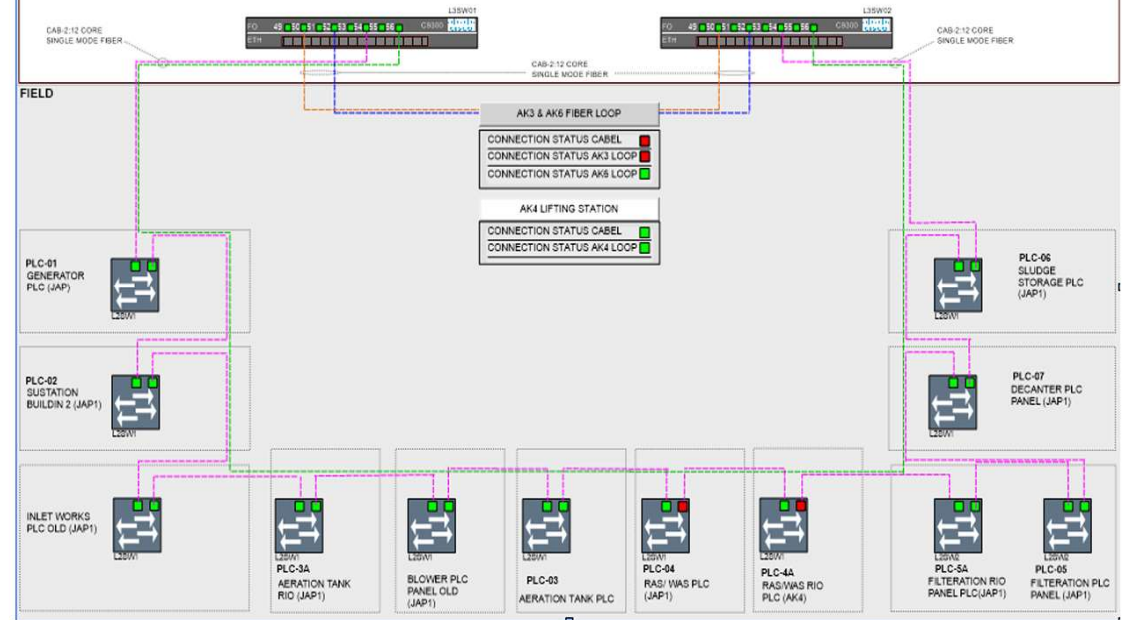 L3SW01
L3SW02
FO 49 50 51 52 53 54 55 56 C9300
ETH
FO 49 50 51 52 53 54 55 56 C9300
ETH
CAB-2:12 CORE
SINGLE MODE FIBER
CAB-2:12 CORE
SINGLE MODE FIBER
CAB-2:12 CORE
SINGLE MODE FIBER
FIELD
AK3 & AK6 FIBER LOOP
CONNECTION STATUS CABEL
CONNECTION STATUS AK3 LOOP
CONNECTION STATUS AK6 LOOP
AK4 LIFTING STATION
CONNECTION STATUS CABEL
CONNECTION STATUS AK4 LOOP
PLC-01
GENERATOR
PLC (JAP)
L2SW1
PLC-06
SLUDGE
STORAGE PLC
(JAP1)
L2SW1
PLC-02
SUSTATION
BUILDIN 2 (JAP1)
L2SW1
PLC-07
DECANTER PLC
PANEL (JAP1)
L2SW1
INLET WORKS
PLC OLD (JAP1)
L2SW1
L2SW1
PLC-3A
AERATION TANK
RIO (JAP1)
L2SW1
BLOWER PLC
PANEL OLD
(JAP1)
L2SW1
PLC-03
AERATION TANK PLC
L2SW1
PLC-04
RAS/ WAS PLC
(JAP1)
L2SW1
PLC-4A
RAS/WAS RIO
PLC (AK4)
L2SW2
PLC-5A
FILTERATION RIO
PANEL PLC(JAP1)
L2SW2
PLC-05
FILTERATION PLC
PANEL (JAP1)